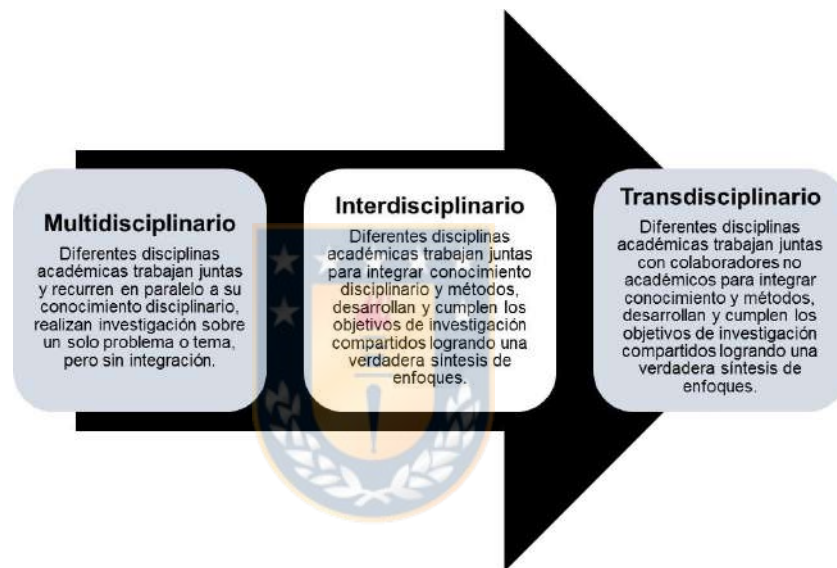 Multidisciplinario
Diferentes disciplinas
académicas trabajan juntas
y recurren en paralelo a su
conocimiento disciplinario,
realizan investigación sobre
un solo problema o tema,
pero sin integración.
Interdisciplinario
Diferentes disciplinas
académicas trabajan juntas
para integrar conocimiento
disciplinario y métodos,
desarrollan y cumplen los
objetivos de investigación
compartidos logrando una
verdadera síntesis de
enfoques.
Transdisciplinario
Diferentes disciplinas
académicas trabajan juntas
con colaboradores no
académicos para integrar
conocimiento y métodos,
desarrollan y cumplen los
objetivos de investigación
compartidos logrando una
verdadera síntesis de
enfoques.